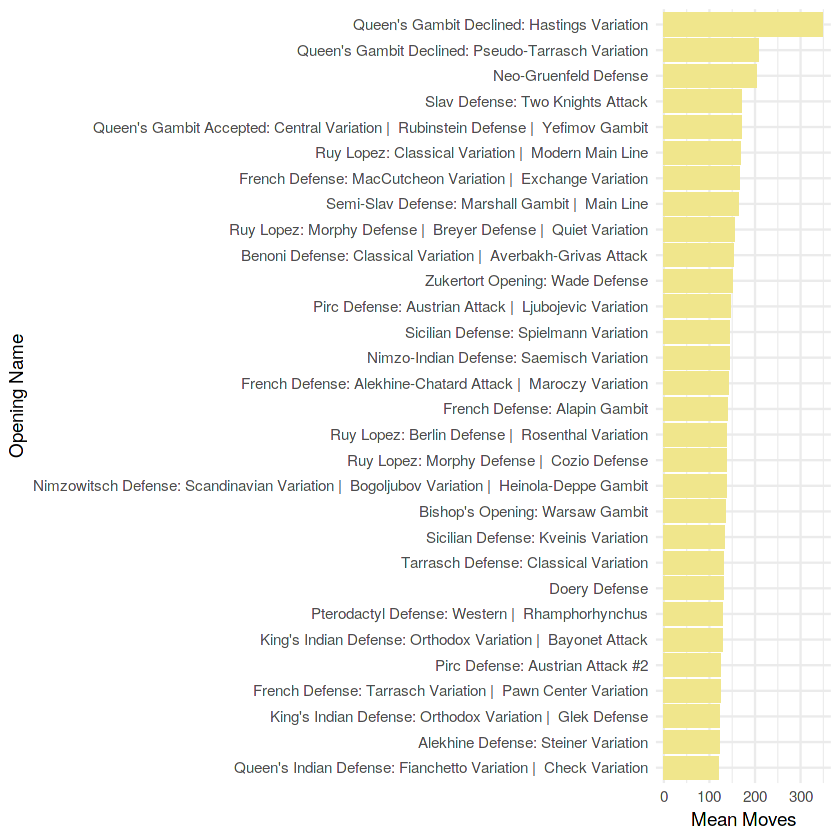 Queen's Gambit Declined: Hastings Variation
Queen's Gambit Declined: Pseudo-Tarrasch Variation
Neo-Gruenfeld Defense
Slav Defense: Two Knights Attack
Queen's Gambit Accepted: Central Variation | Rubinstein Defense | Yefimov Gambit
Ruy Lopez: Classical Variation | Modern Main Line
French Defense: MacCutcheon Variation | Exchange Variation
Semi-Slav Defense: Marshall Gambit | Main Line
Ruy Lopez: Morphy Defense | Breyer Defense | Quiet Variation
Benoni Defense: Classical Variation | Averbakh-Grivas Attack
Zukertort Opening: Wade Defense
Pirc Defense: Austrian Attack | Ljubojevic Variation
Sicilian Defense: Spielmann Variation
Nimzo-Indian Defense: Saemisch Variation
French Defense: Alekhine-Chatard Attack | Maroczy Variation
French Defense: Alapin Gambit
Ruy Lopez: Berlin Defense | Rosenthal Variation
Ruy Lopez: Morphy Defense | Cozio Defense
Nimzowitsch Defense: Scandinavian Variation | Bogoljubov Variation | Heinola-Deppe Gambit
Bishop's Opening: Warsaw Gambit
Sicilian Defense: Kveinis Variation
Tarrasch Defense: Classical Variation
Doery Defense
Pterodactyl Defense: Western | Rhamphorhynchus
King's Indian Defense: Orthodox Variation | Bayonet Attack
Pirc Defense: Austrian Attack #2
French Defense: Tarrasch Variation | Pawn Center Variation
King's Indian Defense: Orthodox Variation | Glek Defense
Alekhine Defense: Steiner Variation
Queen's Indian Defense: Fianchetto Variation | Check Variation
Opening Name
0 100 200 300
Mean Moves